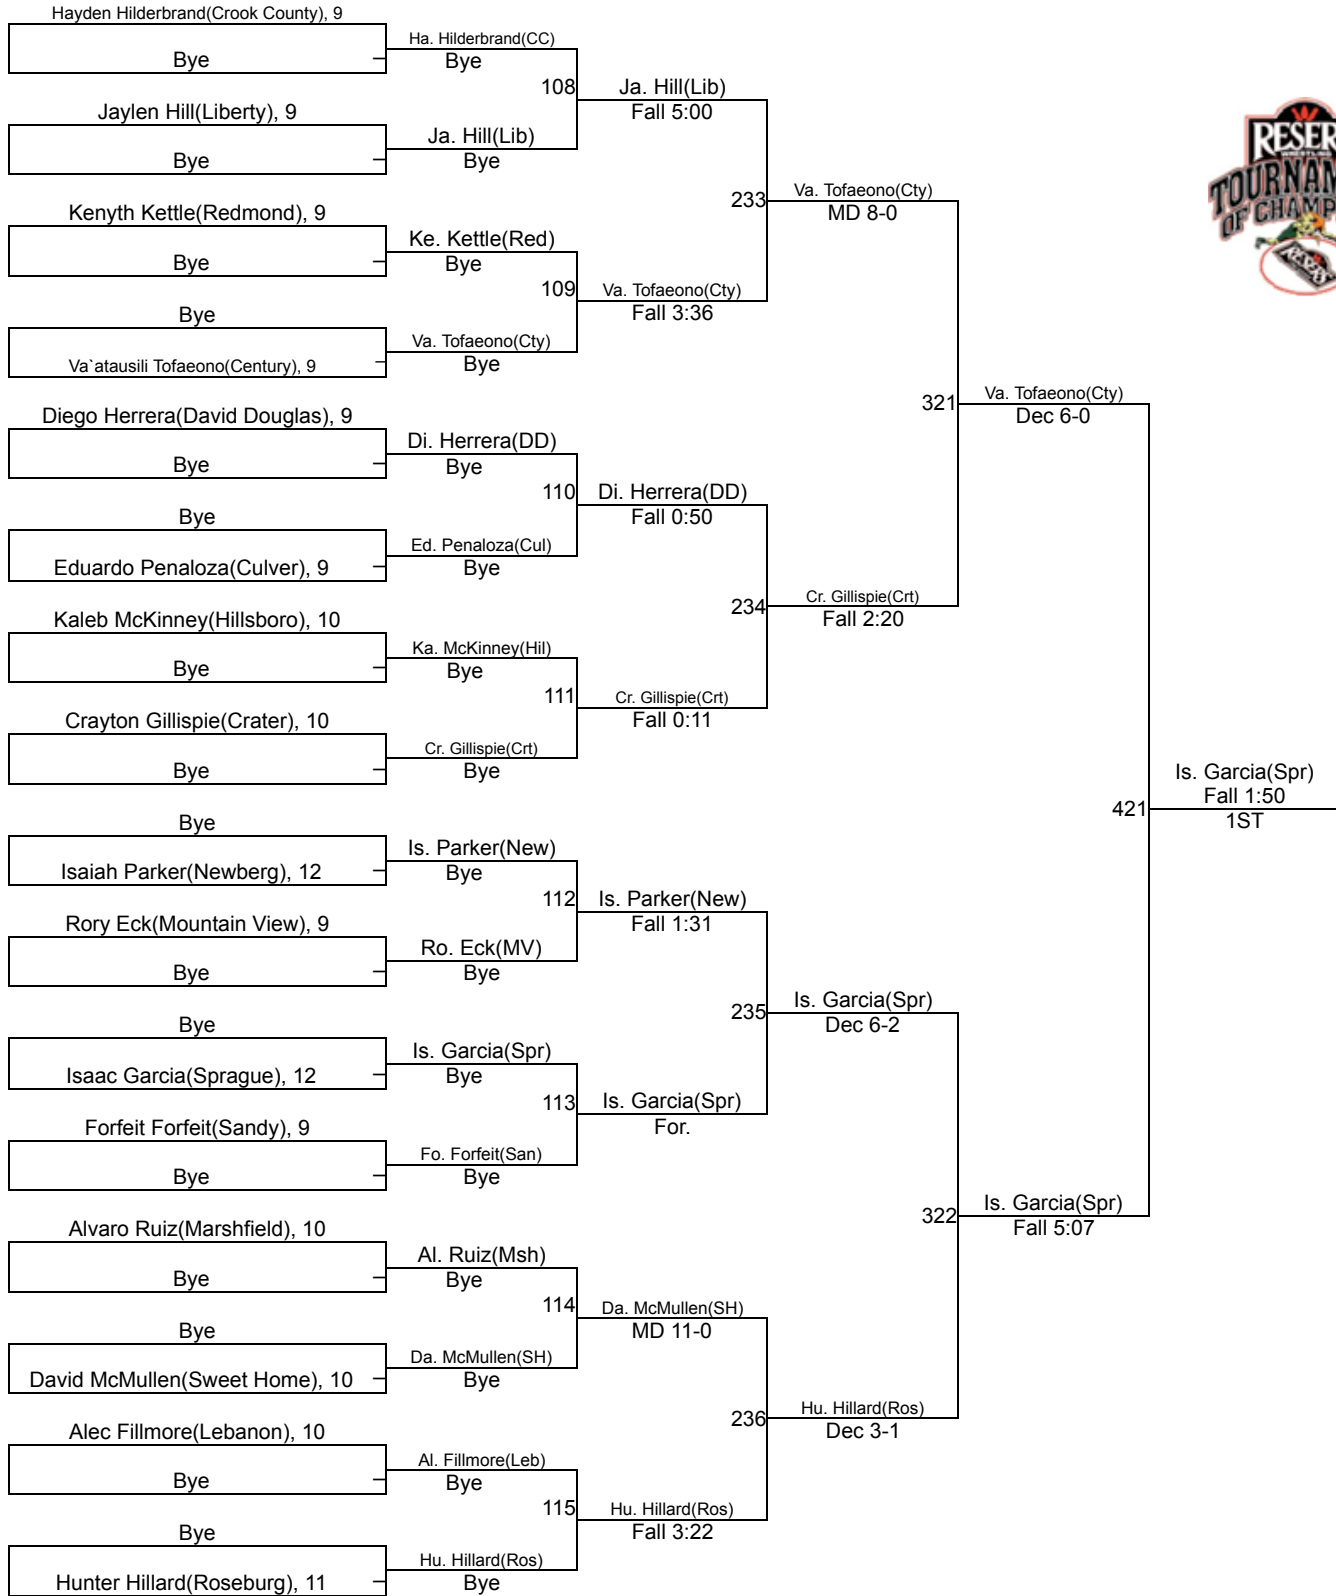 Hayden Hilderbrand(Crook County), 9
Bye
Jaylen Hill(Liberty), 9
Bye
Kenyth Kettle(Redmond), 9
Bye
Bye
Va`atausili Tofaeono(Century), 9
Diego Herrera(David Douglas), 9
Bye
Bye
Eduardo Penaloza(Culver), 9
Kaleb McKinney(Hillsboro), 10
Bye
Crayton Gillispie(Crater), 10
Bye
Bye
Isaiah Parker(Newberg), 12
Rory Eck(Mountain View), 9
Bye
Bye
Isaac Garcia(Sprague), 12
Forfeit Forfeit(Sandy), 9
Bye
Alvaro Ruiz(Marshfield), 10
Bye
Bye
David McMullen(Sweet Home), 10
Alec Fillmore(Lebanon), 10
Bye
Bye
Hunter Hillard(Roseburg), 11
Ha. Hilderbrand(CC)
Bye
108
Ja. Hill(Lib)
Bye
Ke. Kettle(Red)
Bye
109
Va. Tofaeono(Cty)
Bye
Di. Herrera(DD)
Bye
110
Ed. Penaloza(Cul)
Bye
Ka. McKinney(Hil)
Bye
111
Cr. Gillispie(Crt)
Bye
Is. Parker(New)
Bye
112
Ro. Eck(MV)
Bye
Is. Garcia(Spr)
Bye
113
Fo. Forfeit(San)
Bye
Al. Ruiz(Msh)
Bye
114
Da. McMullen(SH)
Bye
Al. Fillmore(Leb)
Bye
115
Hu. Hillard(Ros)
Bye
Ja. Hill(Lib)
Fall 5:00
233
Va. Tofaeono(Cty)
Fall 3:36
Di. Herrera(DD)
Fall 0:50
234
Cr. Gillispie(Crt)
Fall 0:11
Is. Parker(New)
Fall 1:31
235
Is. Garcia(Spr)
For.
Da. McMullen(SH)
MD 11-0
236
Hu. Hillard(Ros)
Fall 3:22
Va. Tofaeono(Cty)
MD 8-0
321
Cr. Gillispie(Crt)
Fall 2:20
Is. Garcia(Spr)
Dec 6-2
322
Hu. Hillard(Ros)
Dec 3-1
Va. Tofaeono(Cty)
Dec 6-0
421
Is. Garcia(Spr)
Fall 5:07
Is. Garcia(Spr)
Fall 1:50
1ST
RESER
WRESTLING
TOURNAM
OF CHAMP